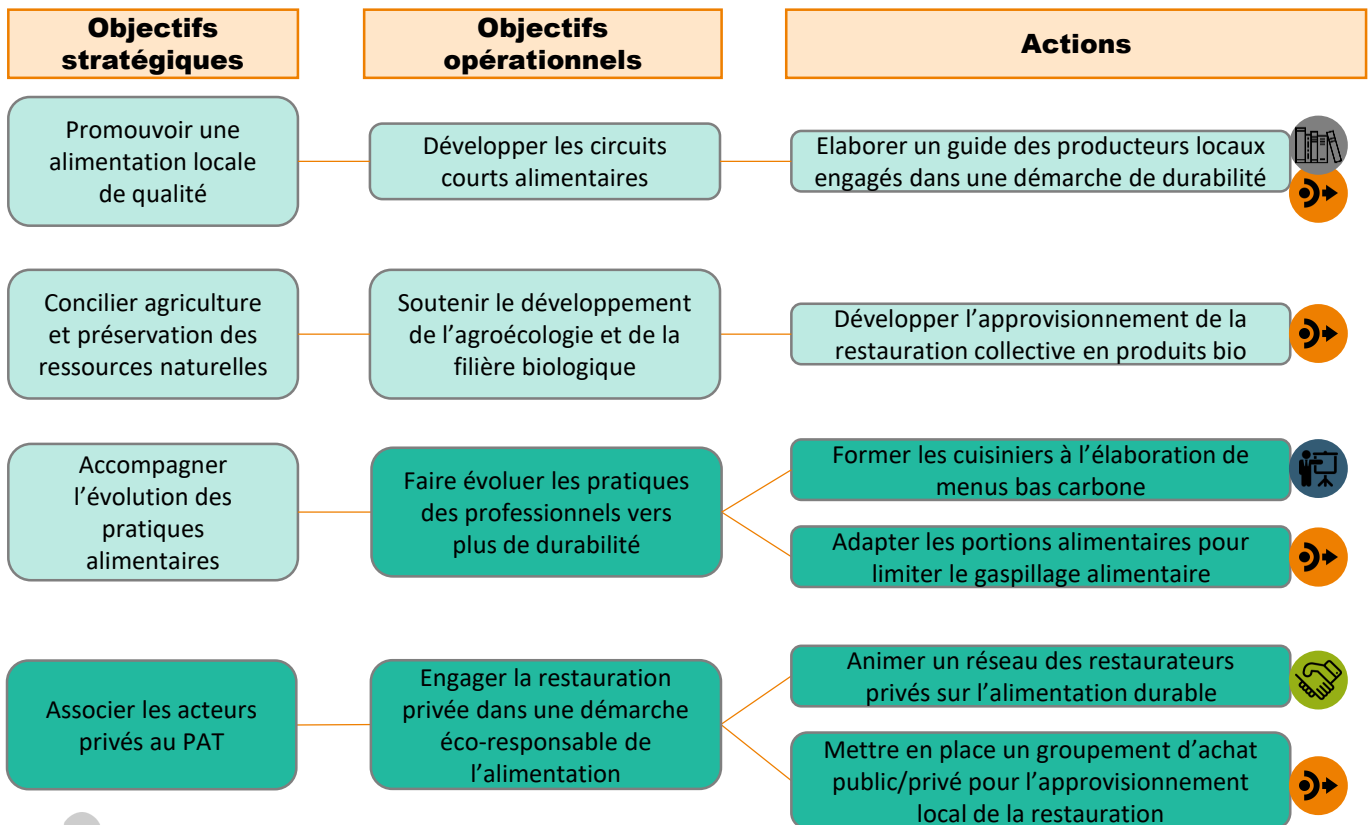 Objectifs
stratégiques
Objectifs
opérationnels
Actions
Promouvoir une
alimentation locale
de qualité
Développer les circuits
courts alimentaires
Elaborer un guide des producteurs locaux
engagés dans une démarche de durabilité
Concilier agriculture
et préservation des
ressources naturelles
Soutenir le développement
de l’agroécologie et de la
filière biologique
Développer l’approvisionnement de la
restauration collective en produits bio
Accompagner
l’évolution des
pratiques
alimentaires
Faire évoluer les pratiques
des professionnels vers
plus de durabilité
Former les cuisiniers à l’élaboration de
menus bas carbone
Adapter les portions alimentaires pour
limiter le gaspillage alimentaire
Associer les acteurs
privés au PAT
Engager la restauration
privée dans une démarche
éco-responsable de
l’alimentation
Animer un réseau des restaurateurs
privés sur l’alimentation durable
Mettre en place un groupement d’achat
public/privé pour l’approvisionnement
local de la restauration